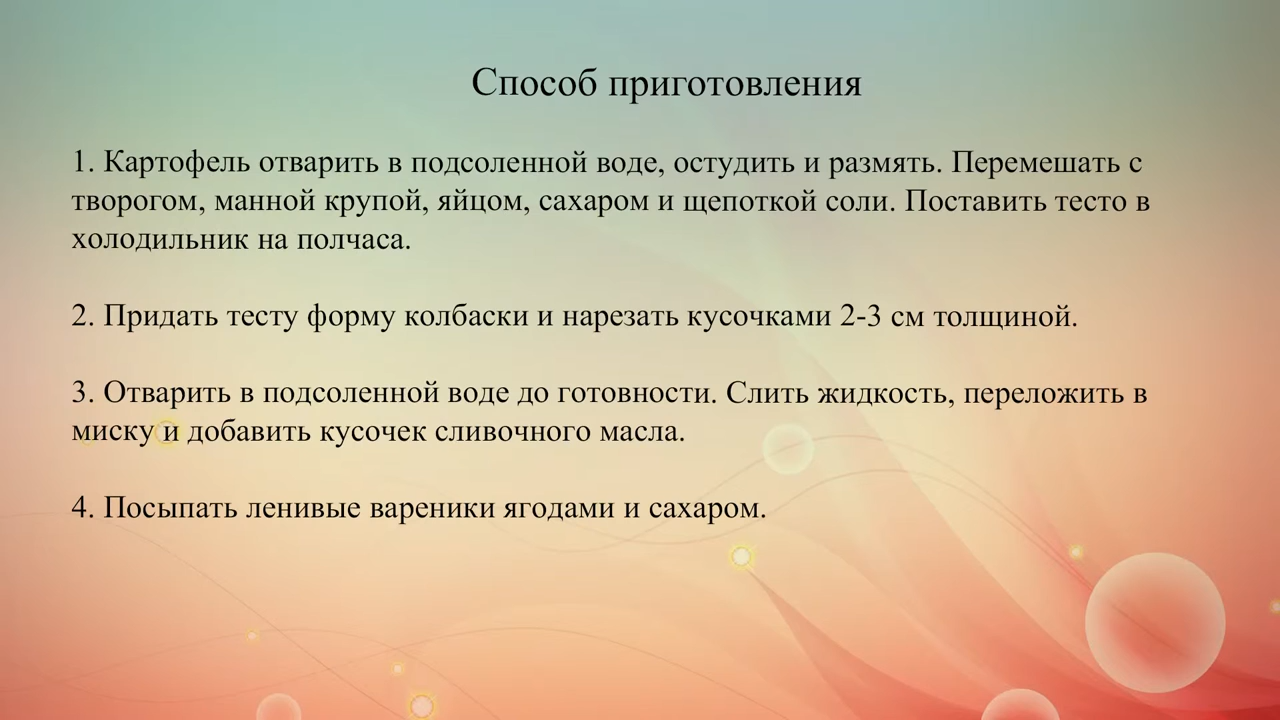 Способ приготовления
1. Картофель отварить в подсоленной воде, остудить и размять. Перемешать с
творогом, манной крупой, яйцом, сахаром и щепоткой соли. Поставить тесто в
холодильник на полчаса.
2. Придать тесту форму колбаски и нарезать кусочками 2-3 см толщиной.
3. Отварить в подсоленной воде до готовности. Слить жидкость, переложить в
миску и добавить кусочек сливочного масла.
4. Посыпать ленивые вареники ягодами и сахаром.